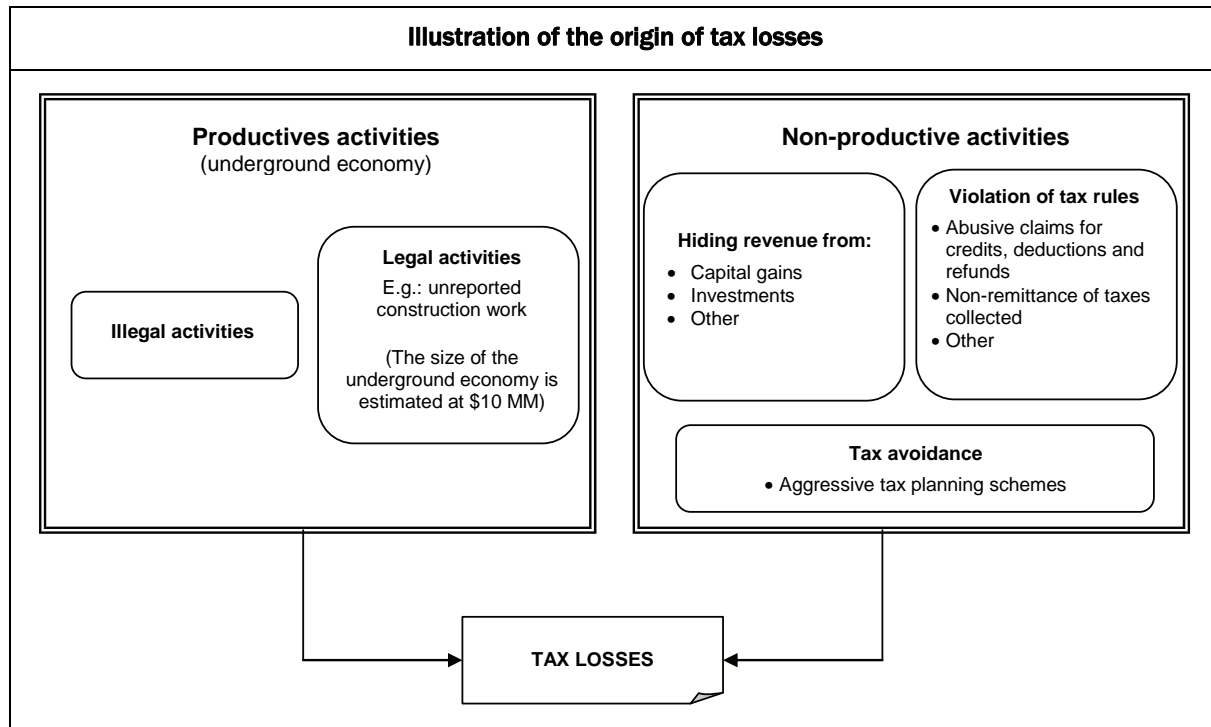 Illustration of the origin of tax losses
Productives activities
(underground economy)
Illegal activities
Legal activities
E.g.: unreported
construction work
(The size of the
underground economy is
estimated at $10 MM)
Non-productive activities
Hiding revenue from:
• Capital gains
• Investments
• Other
Violation of tax rules
• Abusive claims for
credits, deductions and
refunds
• Non-remittance of taxes
collected
• Other
Tax avoidance
• Aggressive tax planning schemes
TAX LOSSES